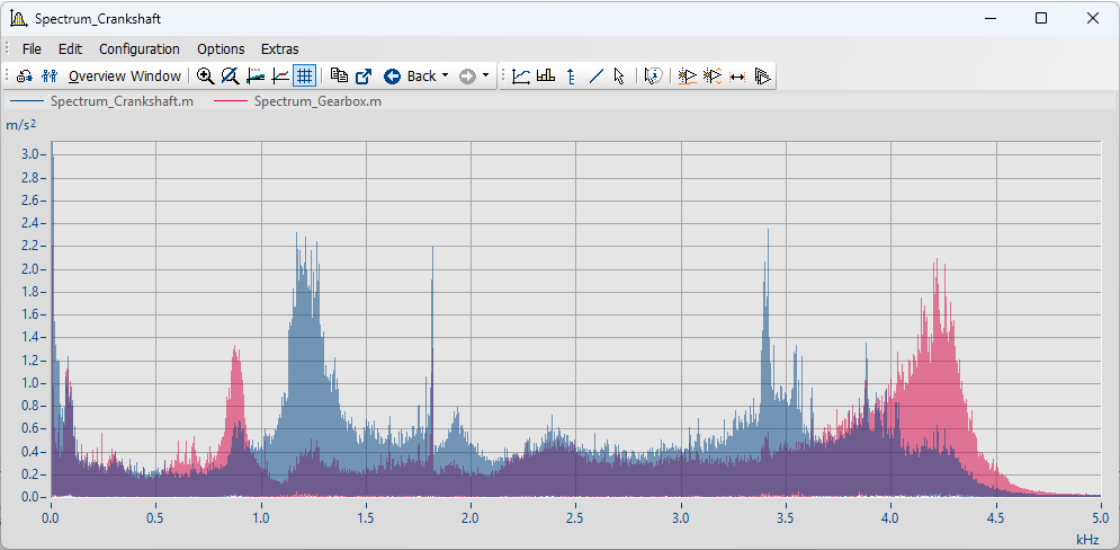 Spectrum_Crankshaft
File Edit Configuration Options Extras
Overview Window Back
Spectrum_Crankshaft.m Spectrum_Gearbox.m
m/s²
3.0
2.8
2.6
2.4
2.2
2.0
1.8
1.6
1.4
1.2
1.0
0.8
0.6
0.4
0.2
0.0
0.0 0.5 1.0 1.5 2.0 2.5 3.0 3.5 4.0 4.5 5.0
kHz